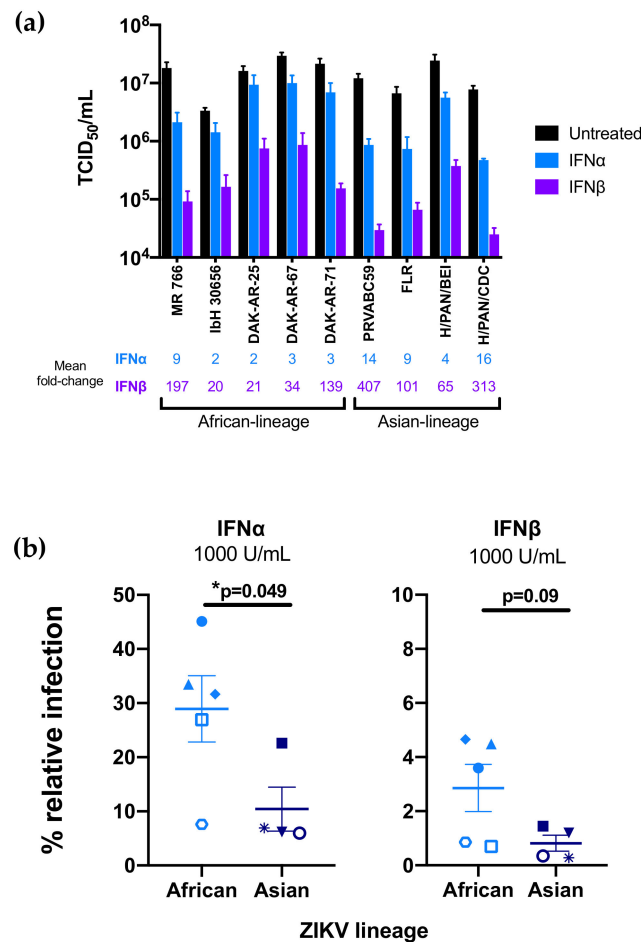 (a)
TCID50/mL
10^8
10^7
10^6
10^5
10^4
Untreated
IFNα
IFNβ
MR 766
IbH 30656
DAK-AR-25
DAK-AR-67
DAK-AR-71
PRVABC59
FLR
H/PAN/BEI
H/PAN/CDC
Mean fold-change
IFNα 9 2 2 3 3 14 9 4 16
IFNβ 197 20 21 34 139 407 101 65 313
African-lineage Asian-lineage
(b)
IFNα
1000 U/mL
*p=0.049
% relative infection
50
40
30
20
10
0
African Asian
IFNβ
1000 U/mL
p=0.09
10
8
6
4
2
0
African Asian
ZIKV lineage